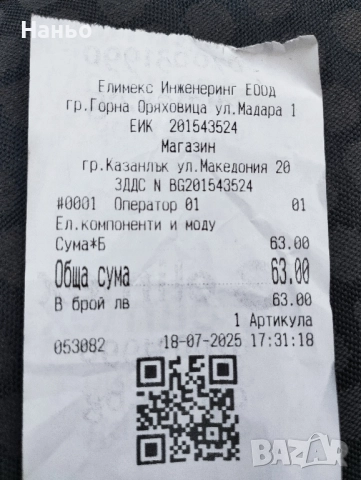 Наньо
Елимекс Инженеринг ЕООД
гр.Горна Оряховица ул.Мадара 1
ЕИК 201543524
Магазин
гр.Казанлък ул.Македония 20
ЗДДС N BG201543524
#0001 Оператор 01 01
Ел.компоненти и моду
Сума*Б 63.00
Обща сума 63.00
В брой лв 63.00
1 Артикула
053082 18-07-2025 17:31:18
BAZAR